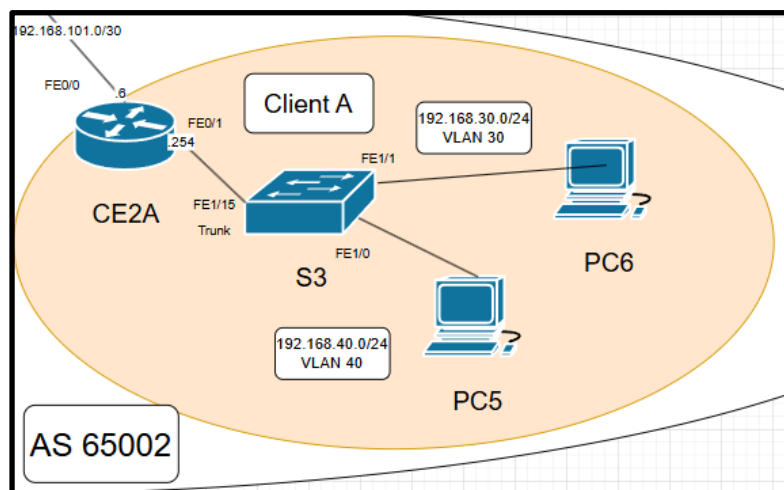 192.168.101.0/30
FE0/0
.6
Client A
FE0/1
.254
192.168.30.0/24
VLAN 30
FE1/1
CE2A
FE1/15
Trunk
S3
FE1/0
PC6
192.168.40.0/24
VLAN 40
PC5
AS 65002